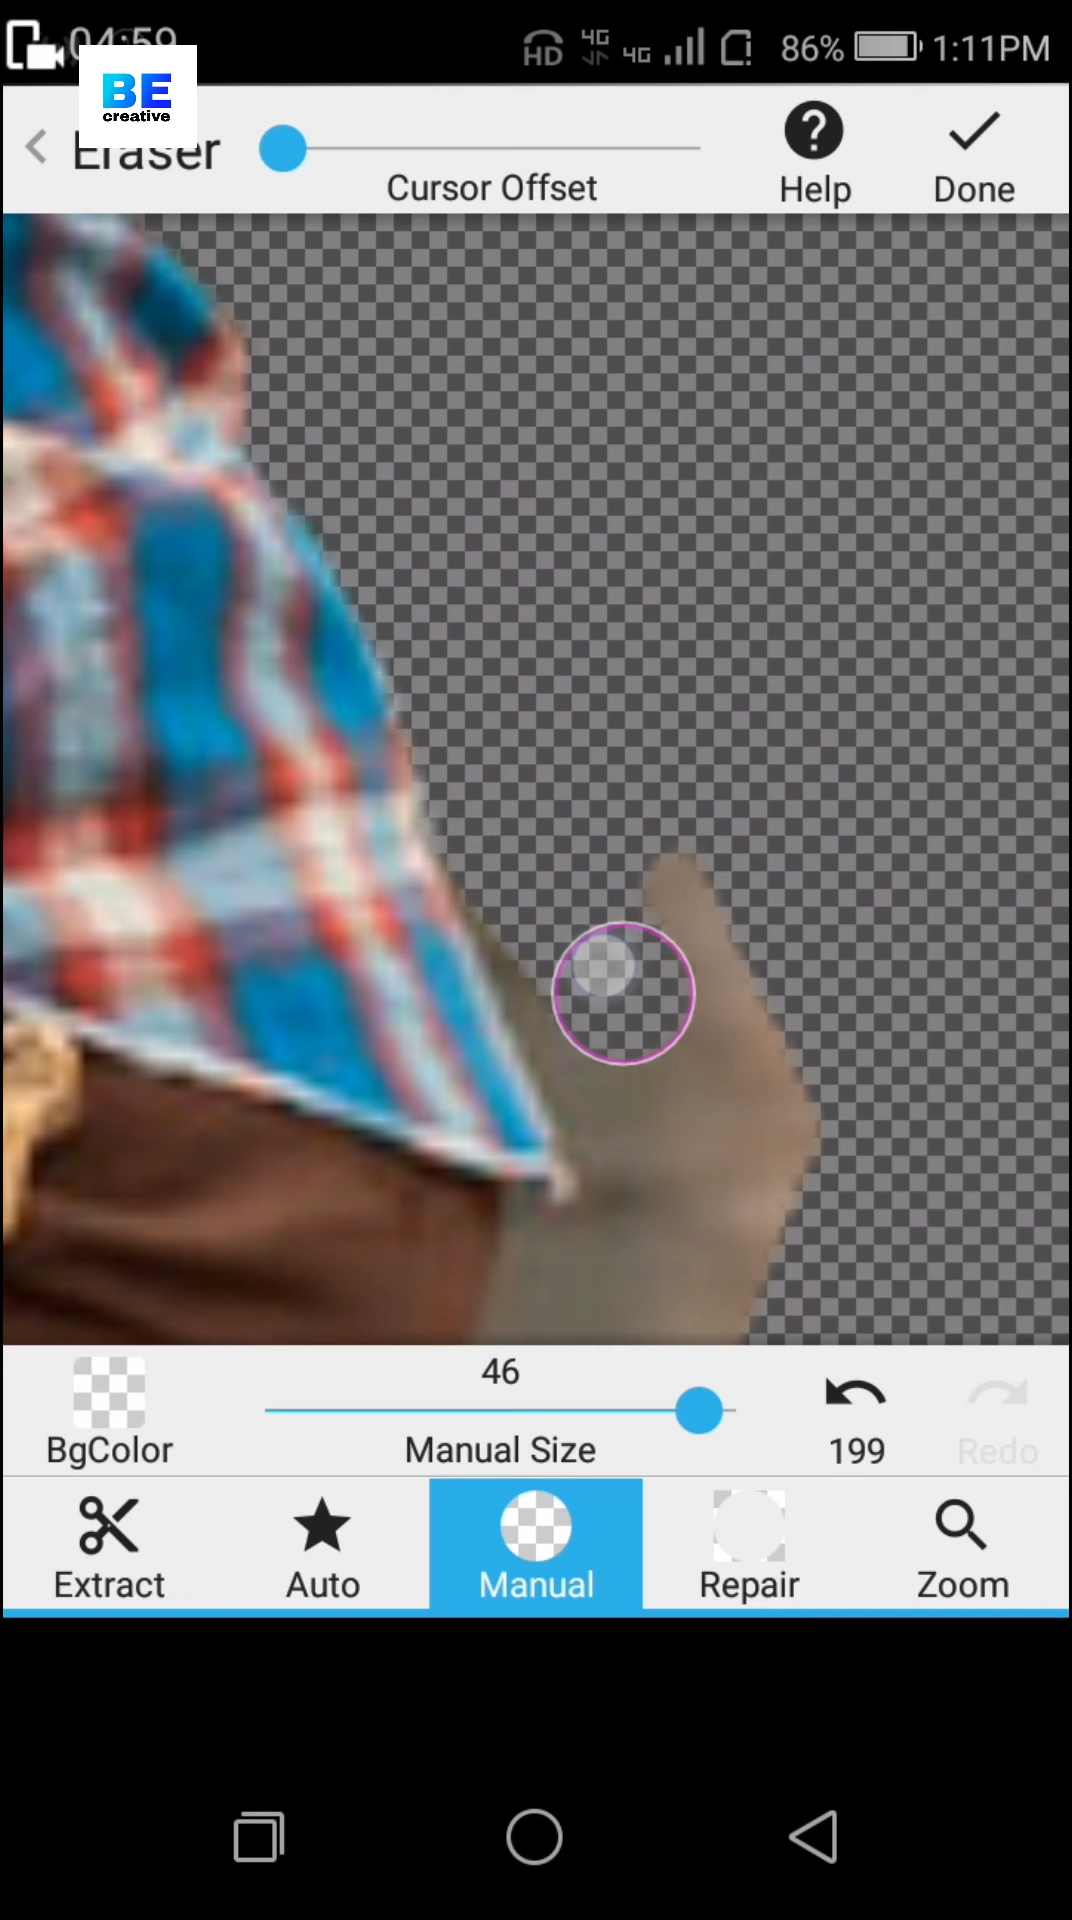 04:59
HD 4G 4G 86% 1:11PM
BE
creative
Eraser
Cursor Offset
Help
Done
46
BgColor
Manual Size
199
Redo
Extract
Auto
Manual
Repair
Zoom